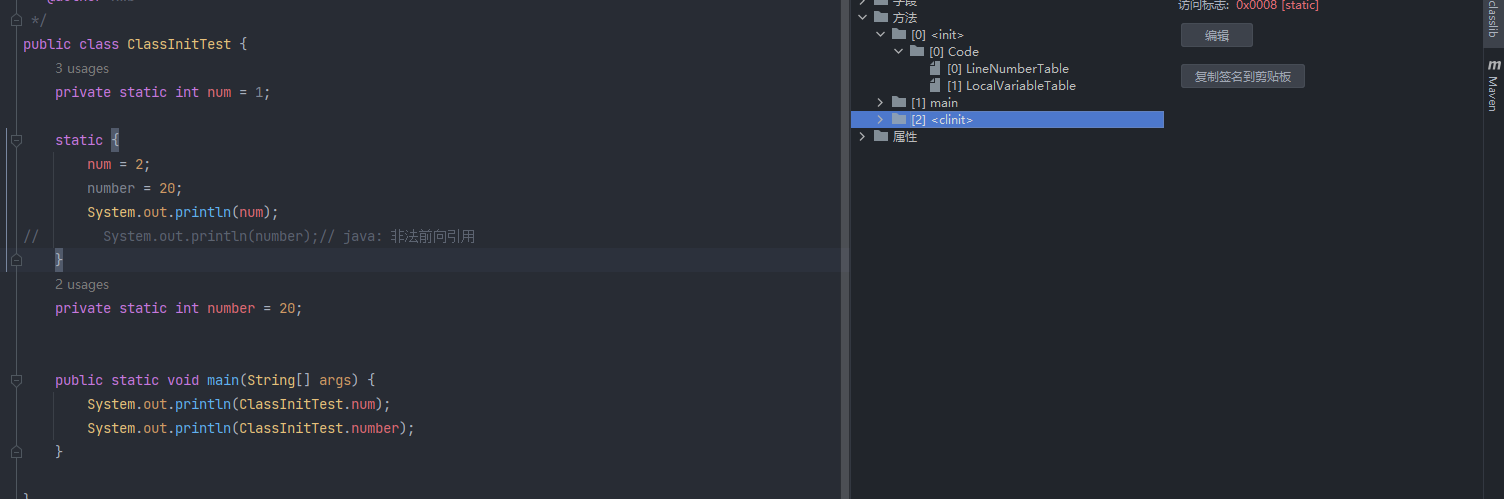 */
public class ClassInitTest {
3 usages
private static int num = 1;
static {
num = 2;
number = 20;
System.out.println(num);
// System.out.println(number);// java: 非法前向引用
}
2 usages
private static int number = 20;
public static void main(String[] args) {
System.out.println(ClassInitTest.num);
System.out.println(ClassInitTest.number);
}
字段
方法
[0] <init>
[0] Code
[0] LineNumberTable
[1] LocalVariableTable
[1] main
[2] <clinit>
属性
访问标志: 0x0008 [static]
编辑
复制签名到剪贴板
classlib
m Maven